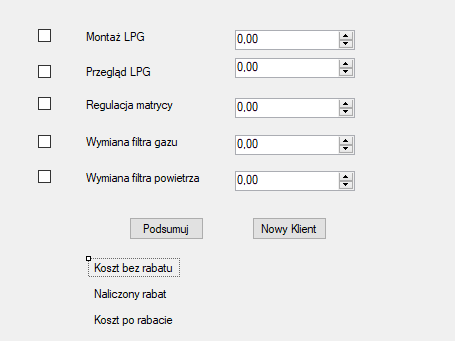 Montaż LPG 0,00
Przegląd LPG 0,00
Regulacja matrycy 0,00
Wymiana filtra gazu 0,00
Wymiana filtra powietrza 0,00
Podsumuj Nowy Klient
Koszt bez rabatu
Naliczony rabat
Koszt po rabacie